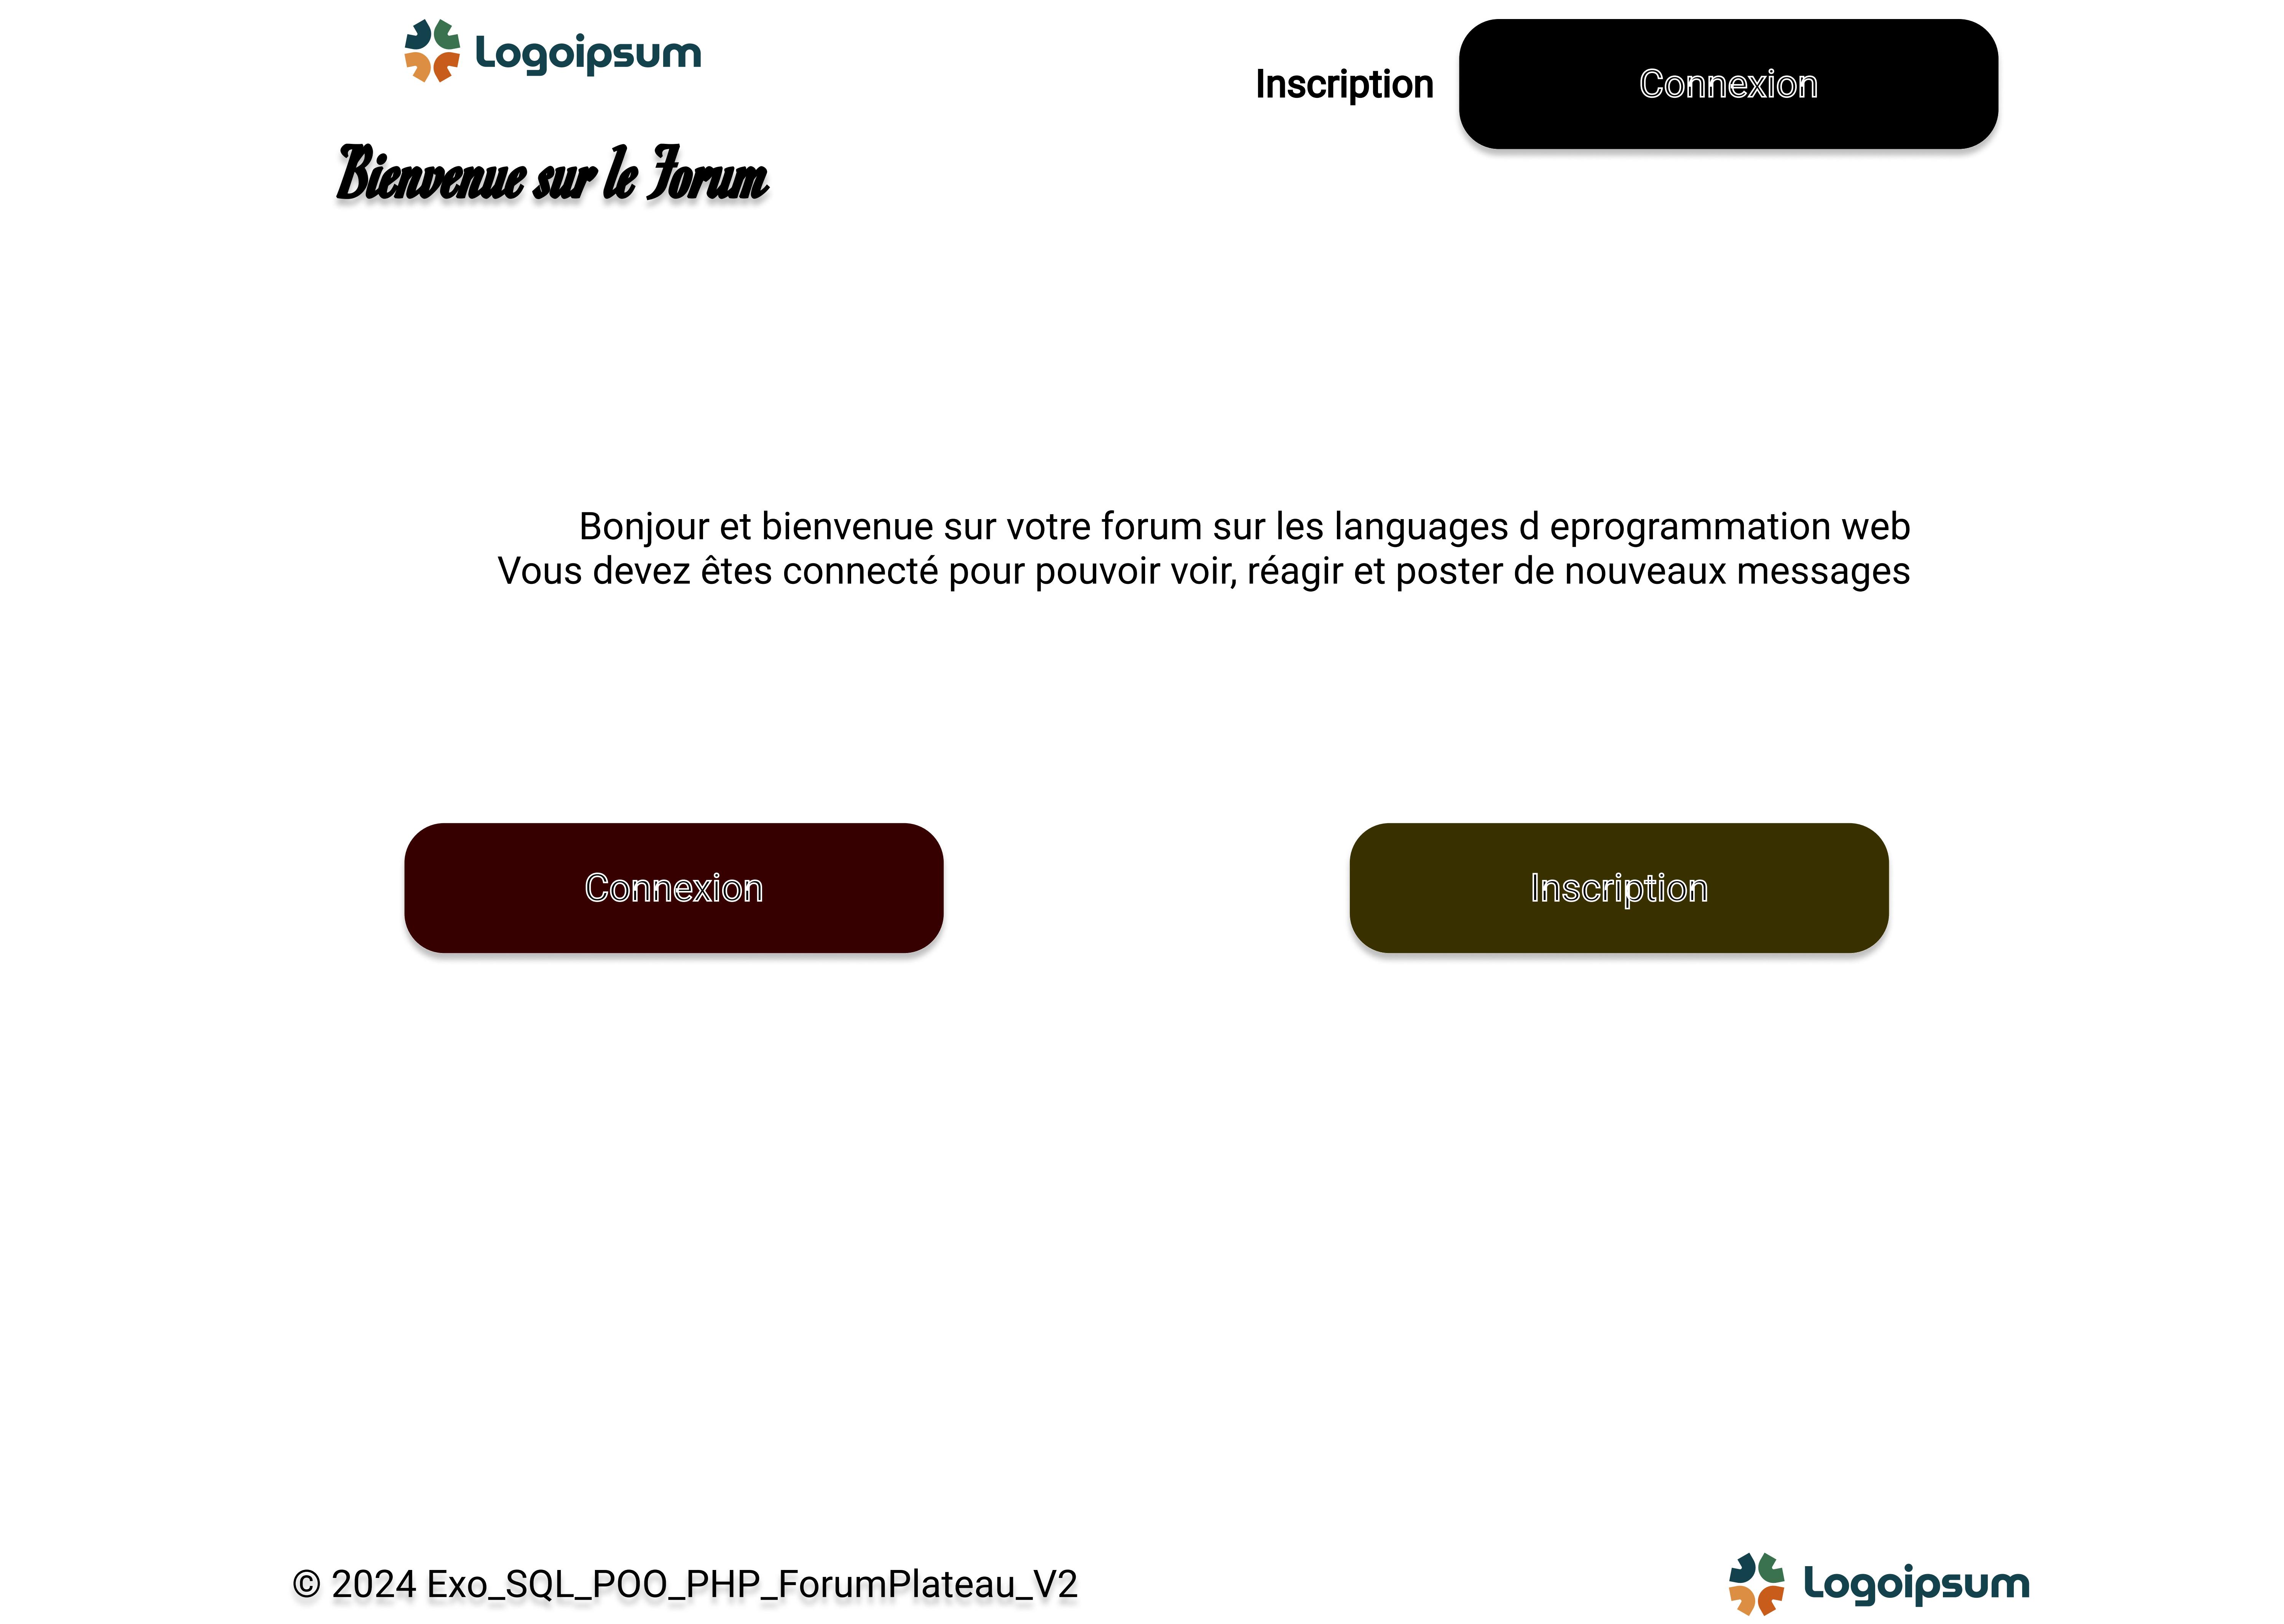 Logoipsum
Inscription
Connexion
Bienvenue sur le Forum
Bonjour et bienvenue sur votre forum sur les languages d eprogrammation web
Vous devez êtes connecté pour pouvoir voir, réagir et poster de nouveaux messages
Connexion
Inscription
© 2024 Exo_SQL_POO_PHP_ForumPlateau_V2
Logoipsum